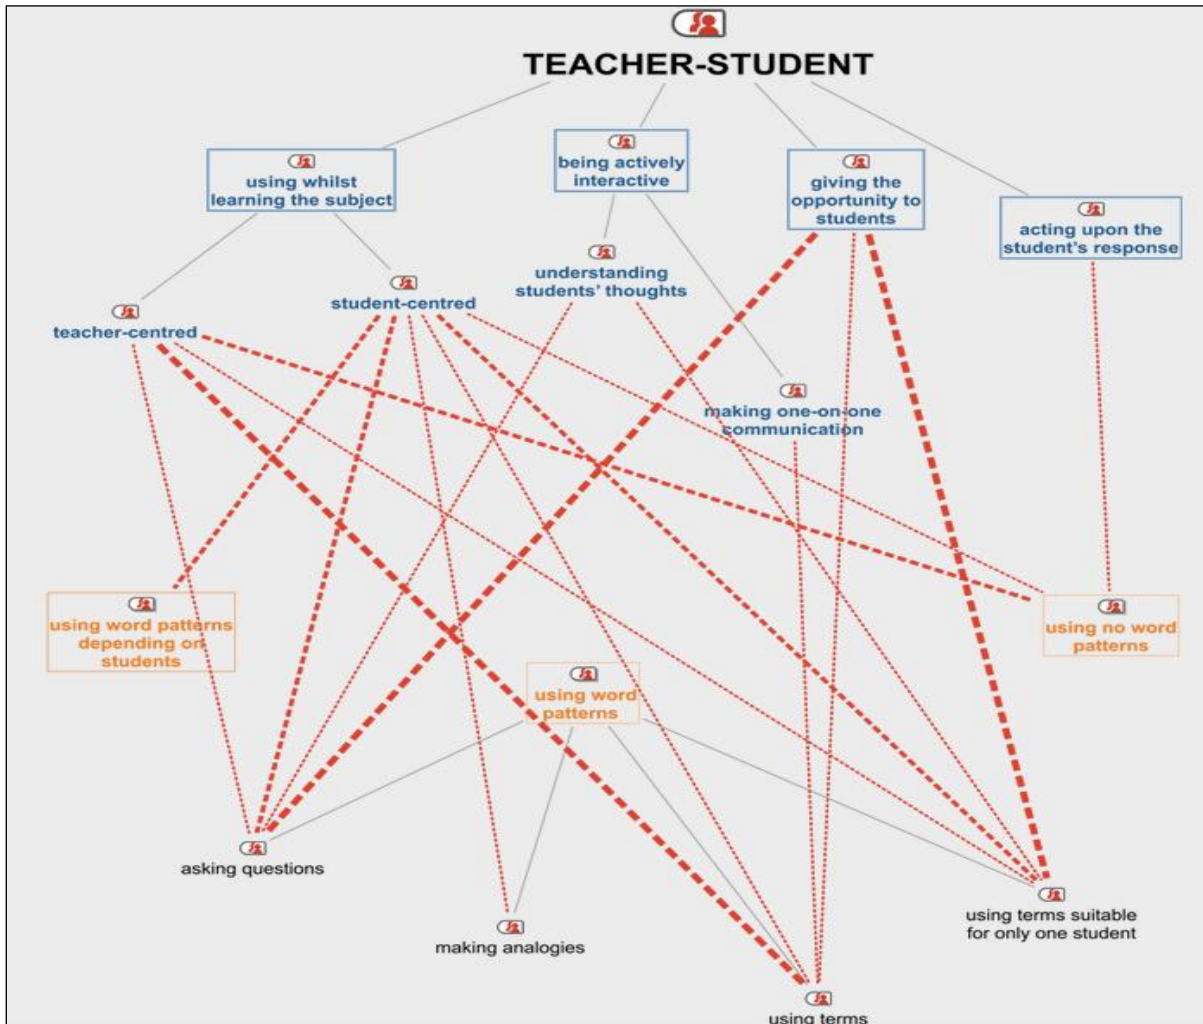 TEACHER-STUDENT
using whilst
learning the subject
being actively
interactive
giving the
opportunity to
students
acting upon the
student's response
understanding
students' thoughts
student-centred
teacher-centred
making one-on-one
communication
using word patterns
depending on
students
using no word
patterns
using word
patterns
asking questions
making analogies
using terms suitable
for only one student
using terms